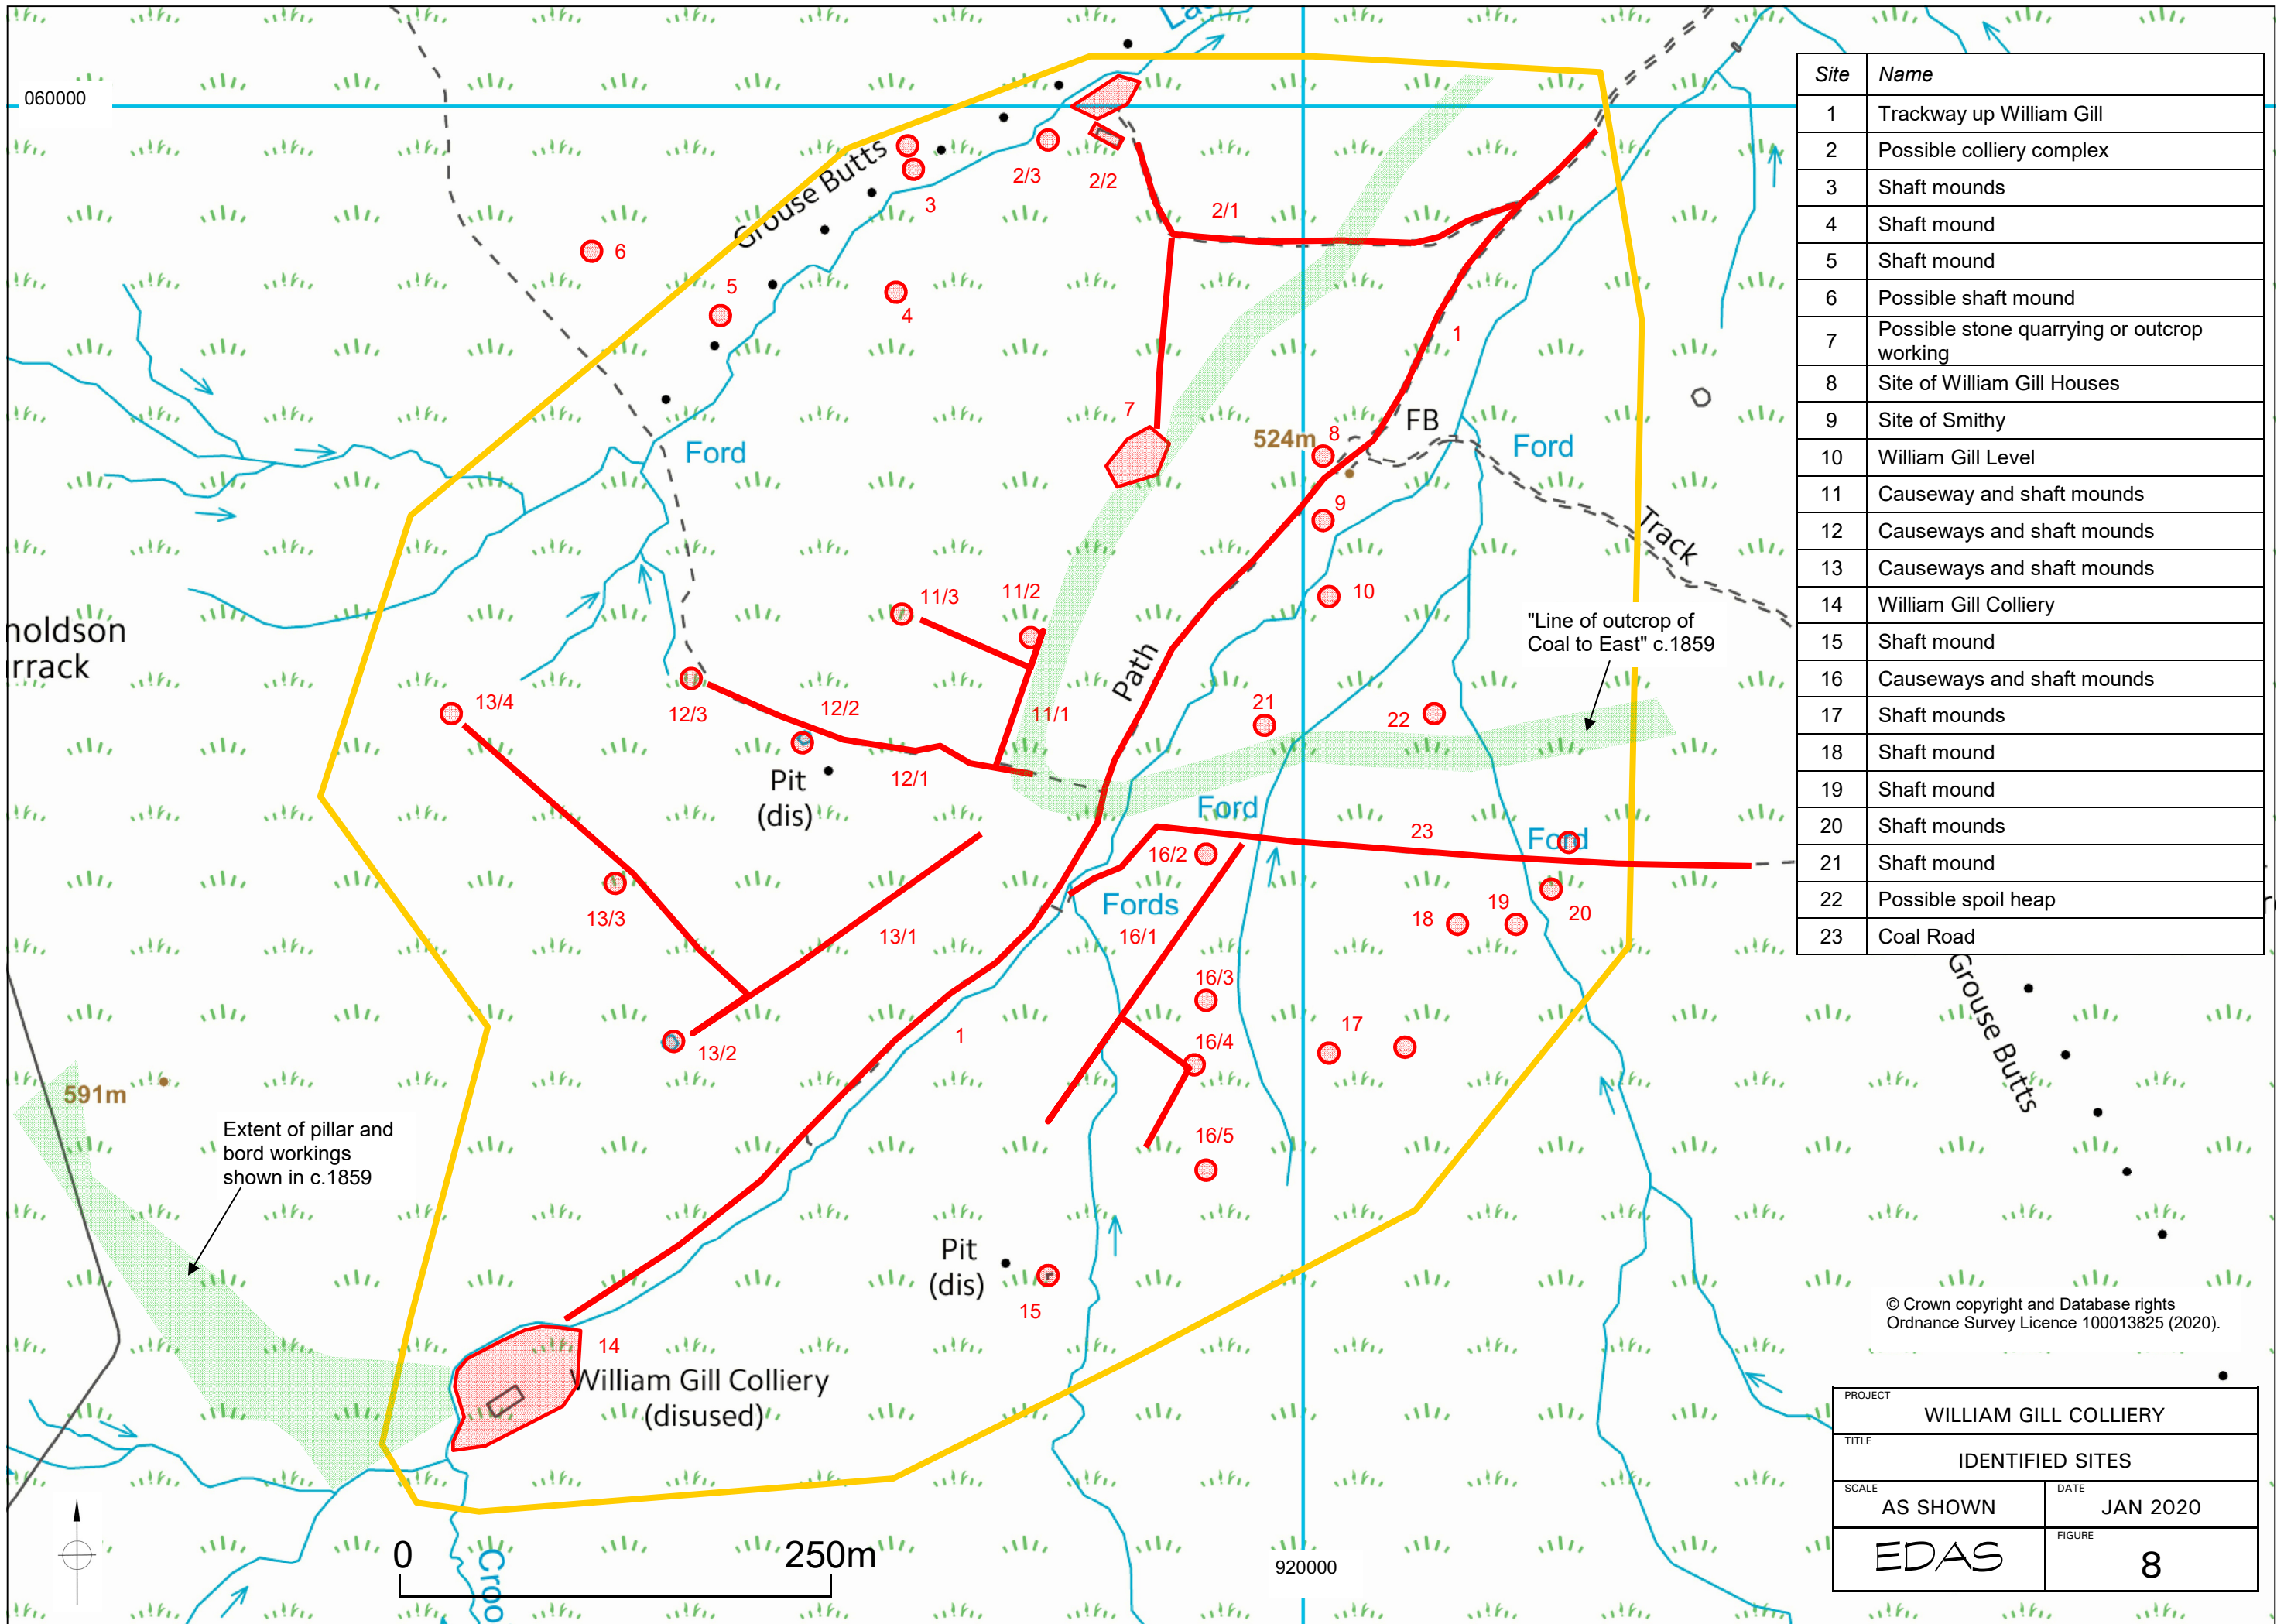 060000
Grouse Butts
2/3
2/2
3
2/1
6
5
4
1
7
524m
8
FB
Ford
Ford
9
Track
10
noldson
rrack
11/3
11/2
"Line of outcrop of
Coal to East" c.1859
Path
13/4
12/3
12/2
11/1
21
22
Pit
(dis)
12/1
Ford
23
Ford
16/2
Fords
13/3
13/1
16/1
18
19
20
16/3
17
1
16/4
13/2
591m
Extent of pillar and
bord workings
shown in c.1859
16/5
Pit
(dis)
15
14
William Gill Colliery
(disused)
Grouse Butts
0
250m
Croo
920000
Site Name
1 Trackway up William Gill
2 Possible colliery complex
3 Shaft mounds
4 Shaft mound
5 Shaft mound
6 Possible shaft mound
7 Possible stone quarrying or outcrop
working
8 Site of William Gill Houses
9 Site of Smithy
10 William Gill Level
11 Causeway and shaft mounds
12 Causeways and shaft mounds
13 Causeways and shaft mounds
14 William Gill Colliery
15 Shaft mound
16 Causeways and shaft mounds
17 Shaft mounds
18 Shaft mound
19 Shaft mound
20 Shaft mounds
21 Shaft mound
22 Possible spoil heap
23 Coal Road
© Crown copyright and Database rights
Ordnance Survey Licence 100013825 (2020).
PROJECT
WILLIAM GILL COLLIERY
TITLE
IDENTIFIED SITES
SCALE
AS SHOWN
DATE
JAN 2020
EDAS
FIGURE
8